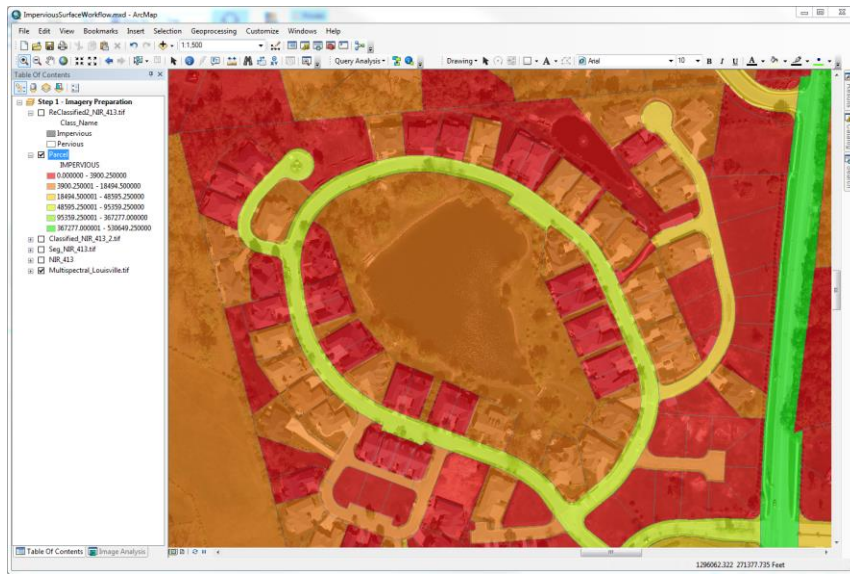 ImperviousSurfaceWorkflow.mxd - ArcMap
File Edit View Bookmarks Insert Selection Geoprocessing Customize Windows Help
1:1,500
Query Analysis Drawing A Arial 10 B I U A
Table Of Contents
Step 1 - Imagery Preparation
ReClassified2_NIR_413.tif
Class_Name
Impervious
Pervious
Parcel
IMPERVIOUS
0.000000 - 3900.250000
3900.250001 - 18494.500000
18494.500001 - 48595.250000
48595.250001 - 95359.250000
95359.250001 - 367277.000000
367277.000001 - 538649.250000
Classified_NIR_413_2.tif
Seg_NIR_413.tif
NIR_413
Multispectral_Louisville.tif
Catalog
Search
Table Of Contents Image Analysis
1296062.322 271377.735 Feet